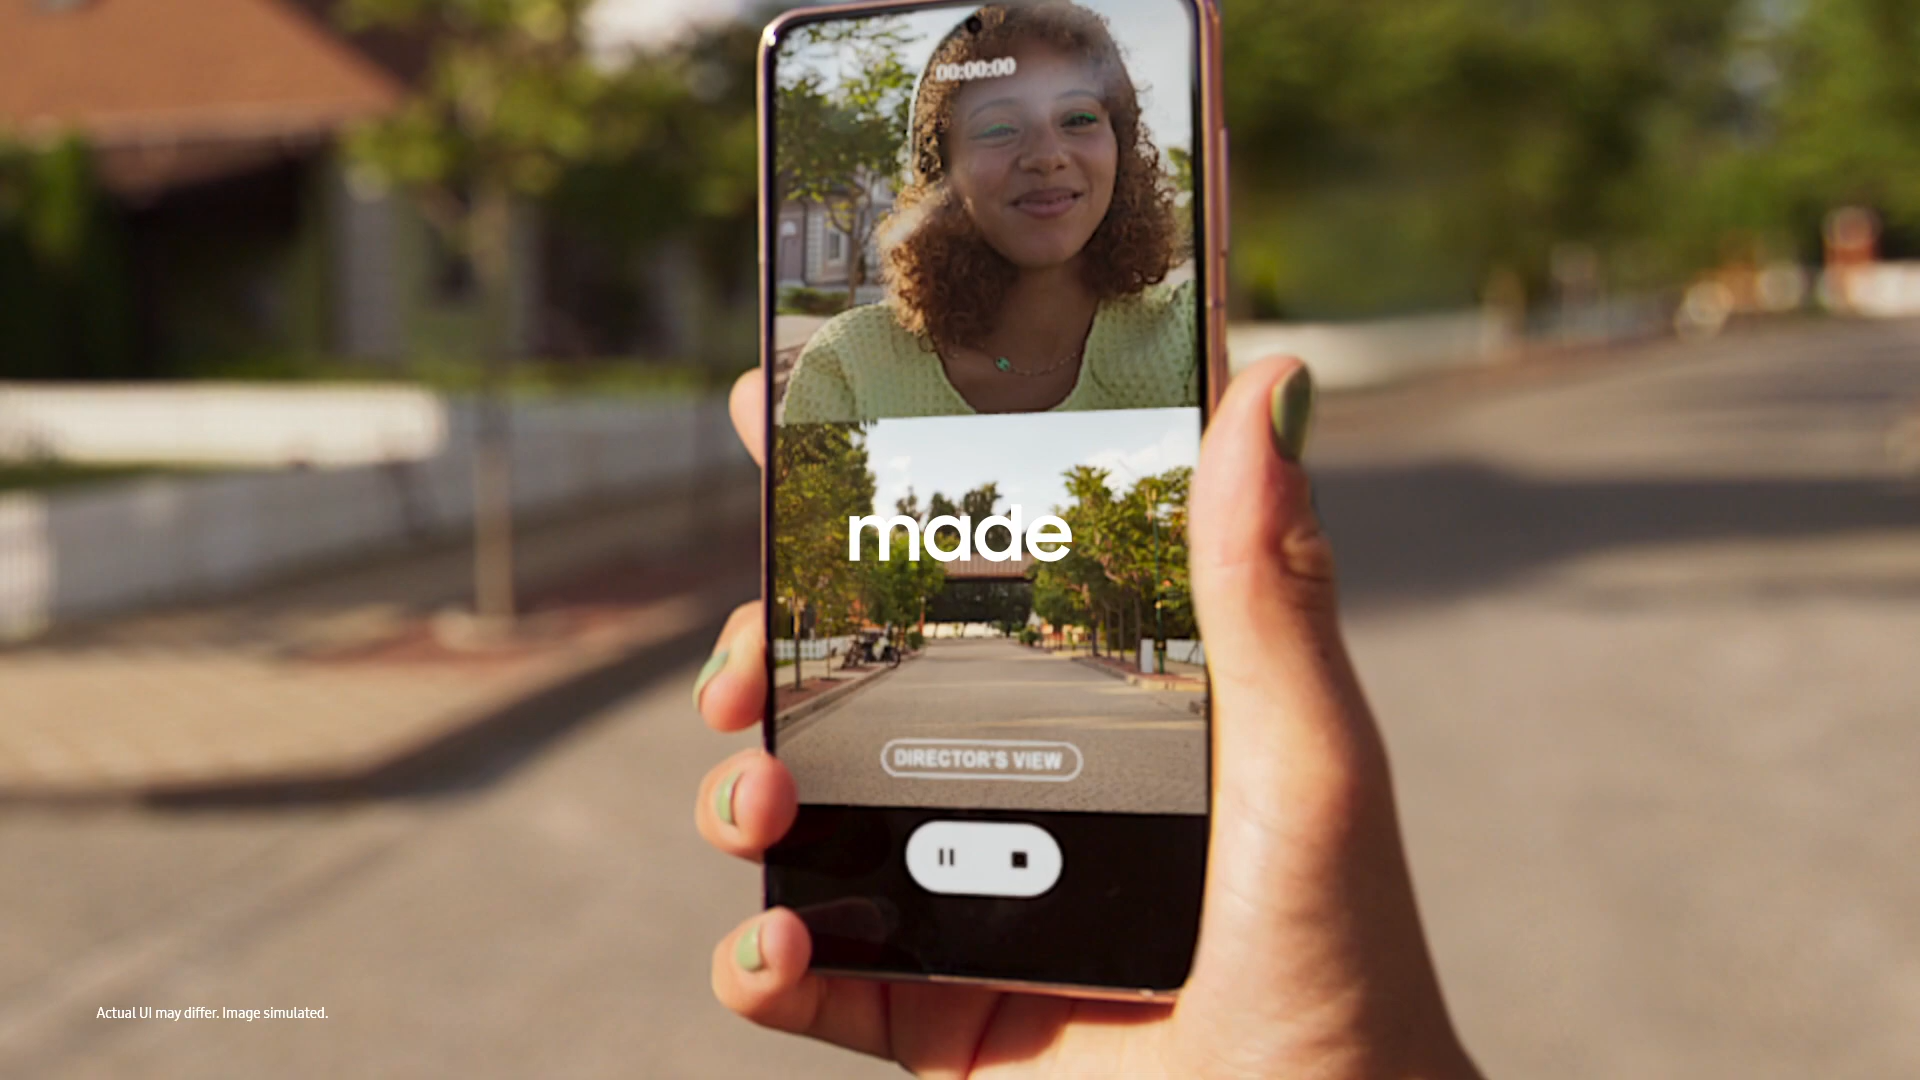 00:00:00
made
DIRECTOR'S VIEW
Actual UI may differ. Image simulated.